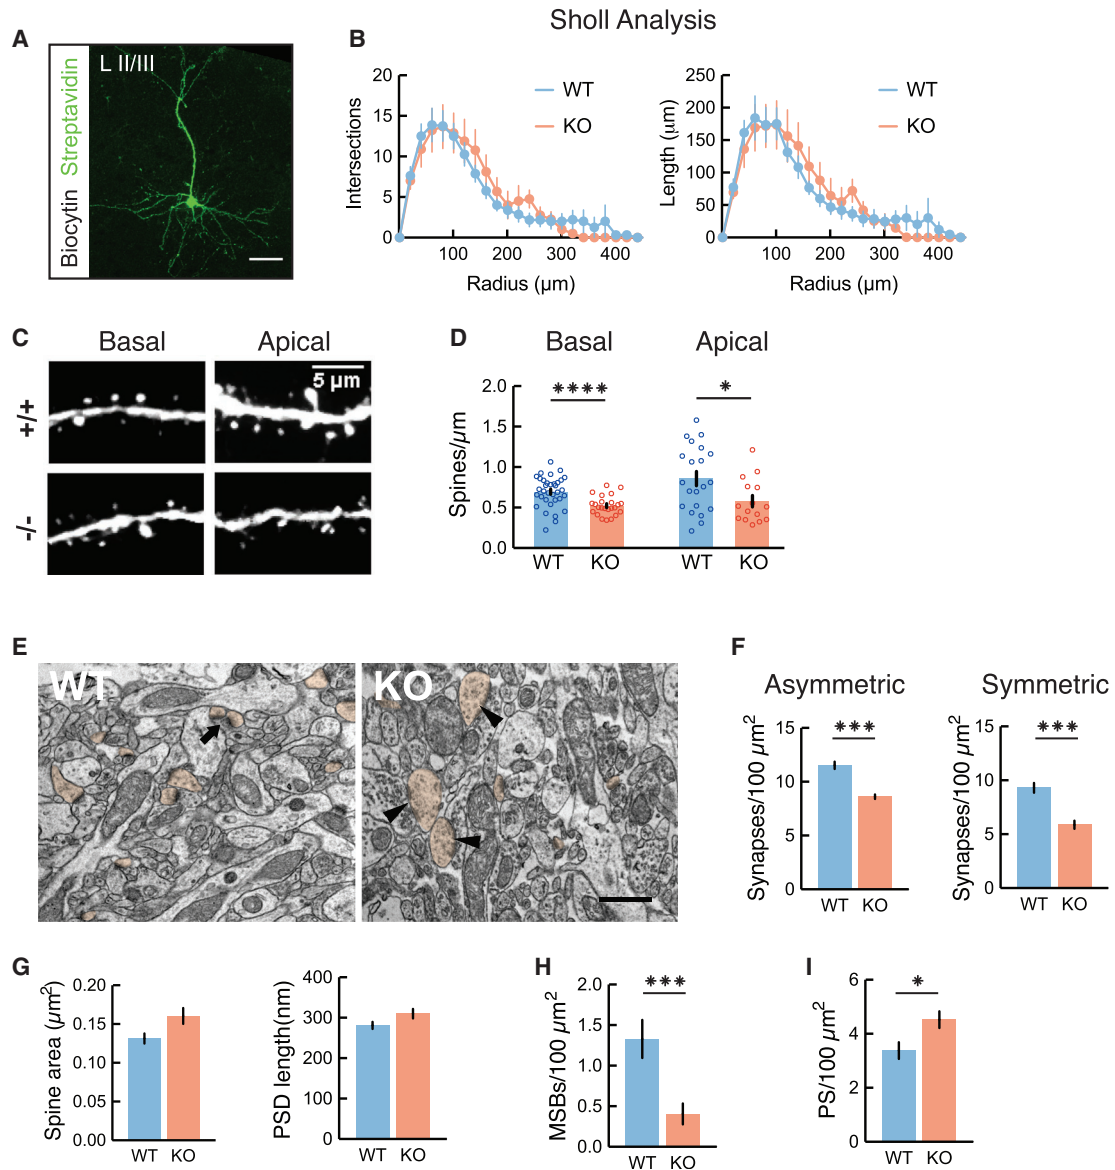 Sholl Analysis
A
Biocytin Streptavidin
L II/III
B
Intersections
20
15
10
5
0
100 200 300 400
Radius (μm)
WT
KO
Length (μm)
250
200
150
100
50
0
100 200 300 400
Radius (μm)
WT
KO
C
Basal Apical
+/+
-/-
5 μm
D
Basal Apical
Spines/μm
2.0
1.0
0.5
0.0
**** *
WT KO WT KO
E
WT KO
F
Asymmetric Symmetric
Synapses/100 μm²
15
10
5
0
***
WT KO
Synapses/100 μm²
15
10
5
0
***
WT KO
G
Spine area (μm²)
0.20
0.15
0.10
0.05
0.00
WT KO
PSD length(nm)
400
300
200
100
0
WT KO
H
MSBs/100 μm²
2.0
1.5
1.0
0.5
0.0
***
WT KO
I
PS/100 μm²
6
4
2
0
*
WT KO